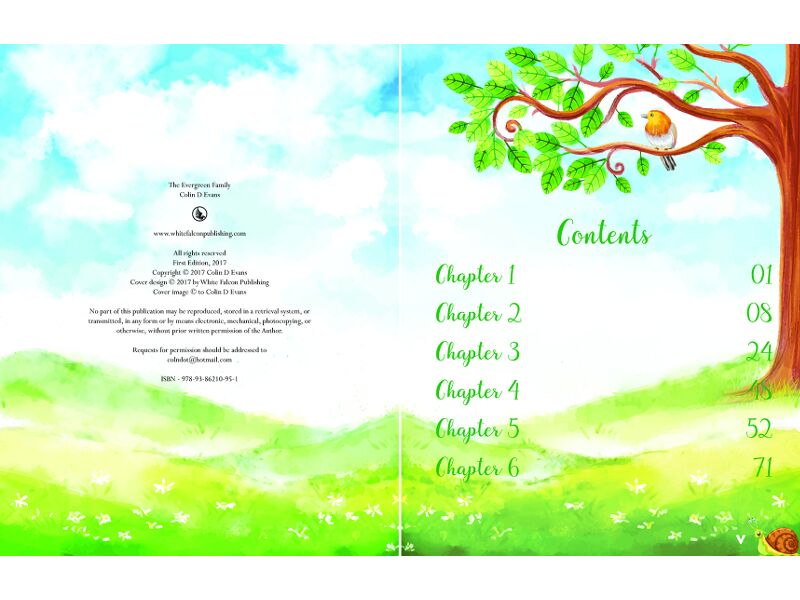 The Evergreen Family
Colin D Evans
www.whitefalconpublishing.com
All rights reserved
First Edition, 2017
Copyright © 2017 Colin D Evans
Cover design © 2017 by White Falcon Publishing
Cover image © to Colin D Evans
No part of this publication may be reproduced, stored in a retrieval system, or
transmitted, in any form or by means electronic, mechanical, photocopying, or
otherwise, without prior written permission of the Author.
Requests for permission should be addressed to
colndot@hotmail.com
ISBN - 978-93-86210-95-1
Contents
Chapter 1 01
Chapter 2 08
Chapter 3 24
Chapter 4 48
Chapter 5 52
Chapter 6 71
V